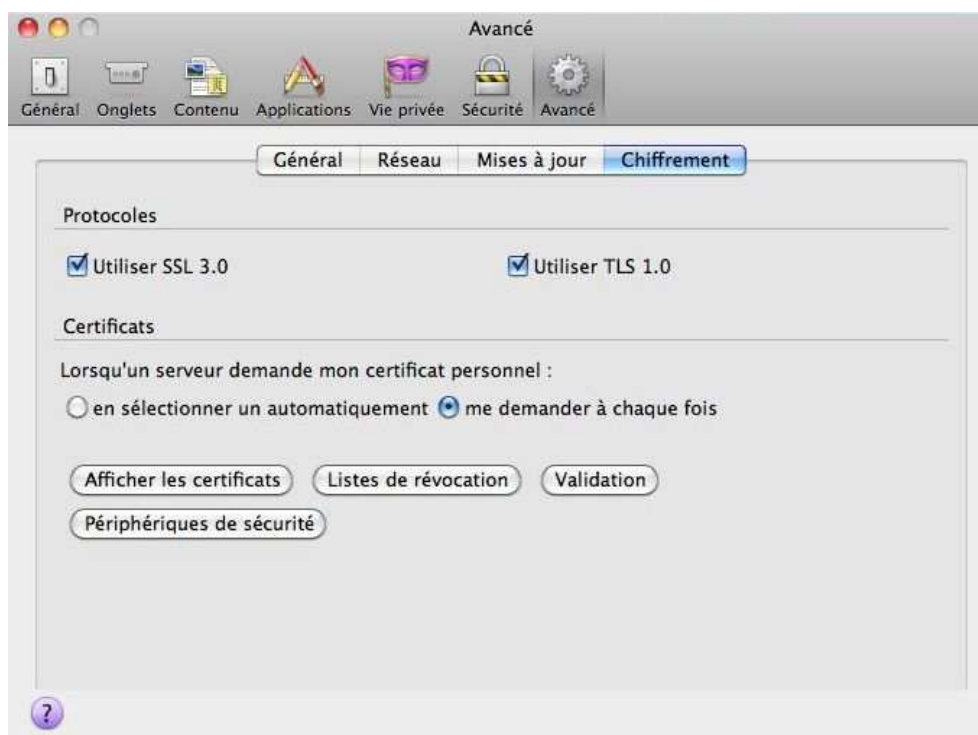 Avancé
Général Onglets Contenu Applications Vie privée Sécurité Avancé
Général Réseau Mises à jour Chiffrement
Protocoles
Utiliser SSL 3.0 Utiliser TLS 1.0
Certificats
Lorsqu'un serveur demande mon certificat personnel :
en sélectionner un automatiquement me demander à chaque fois
Afficher les certificats Listes de révocation Validation
Périphériques de sécurité
?